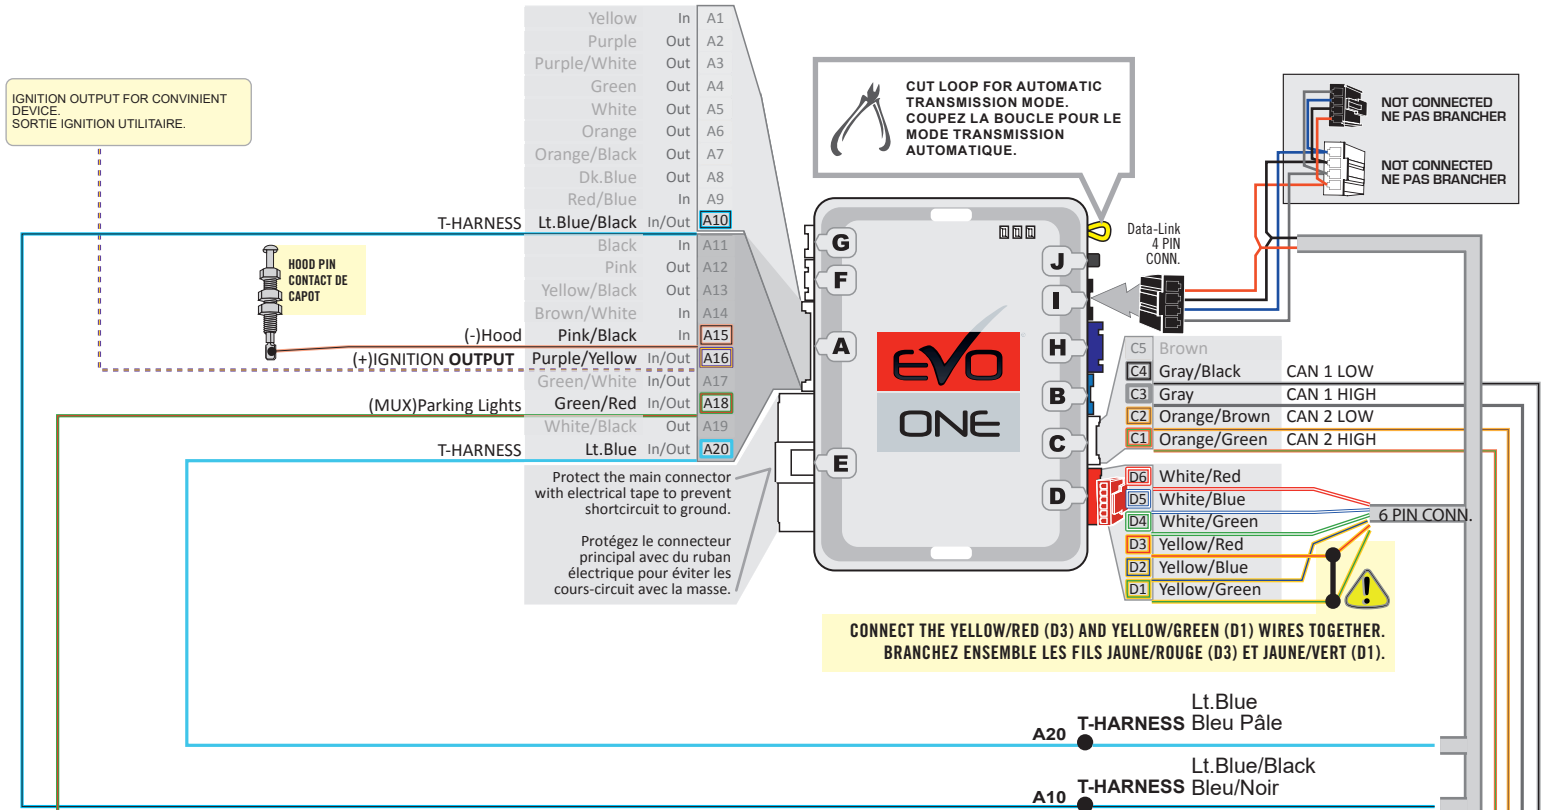 Yellow In A1
Purple Out A2
Purple/White Out A3
Green Out A4
White Out A5
Orange Out A6
Orange/Black Out A7
Dk.Blue Out A8
Red/Blue In A9
T-HARNESS Lt.Blue/Black In/Out A10
Black In A11
Pink Out A12
Yellow/Black Out A13
Brown/White In A14
(-)Hood Pink/Black In A15
(+)IGNITION OUTPUT Purple/Yellow In/Out A16
Green/White In/Out A17
(MUX)Parking Lights Green/Red In/Out A18
White/Black Out A19
T-HARNESS Lt.Blue In/Out A20
IGNITION OUTPUT FOR CONVINIENT
DEVICE.
SORTIE IGNITION UTILITAIRE.
HOOD PIN
CONTACT DE
CAPOT
Protect the main connector
with electrical tape to prevent
shortcircuit to ground.
Protégez le connecteur
principal avec du ruban
électrique pour éviter les
cours-circuit avec la masse.
CUT LOOP FOR AUTOMATIC
TRANSMISSION MODE.
COUPEZ LA BOUCLE POUR LE
MODE TRANSMISSION
AUTOMATIQUE.
G
F
A
E
J
I
H
B
C
D
EVO
ONE
Data-Link
4 PIN
CONN.
NOT CONNECTED
NE PAS BRANCHER
NOT CONNECTED
NE PAS BRANCHER
C5 Brown
C4 Gray/Black CAN 1 LOW
C3 Gray CAN 1 HIGH
C2 Orange/Brown CAN 2 LOW
C1 Orange/Green CAN 2 HIGH
D6 White/Red
D5 White/Blue
D4 White/Green
D3 Yellow/Red
D2 Yellow/Blue
D1 Yellow/Green
6 PIN CONN.
CONNECT THE YELLOW/RED (D3) AND YELLOW/GREEN (D1) WIRES TOGETHER.
BRANCHEZ ENSEMBLE LES FILS JAUNE/ROUGE (D3) ET JAUNE/VERT (D1).
Lt.Blue
A20 T-HARNESS Bleu Pâle
Lt.Blue/Black
A10 T-HARNESS Bleu/Noir